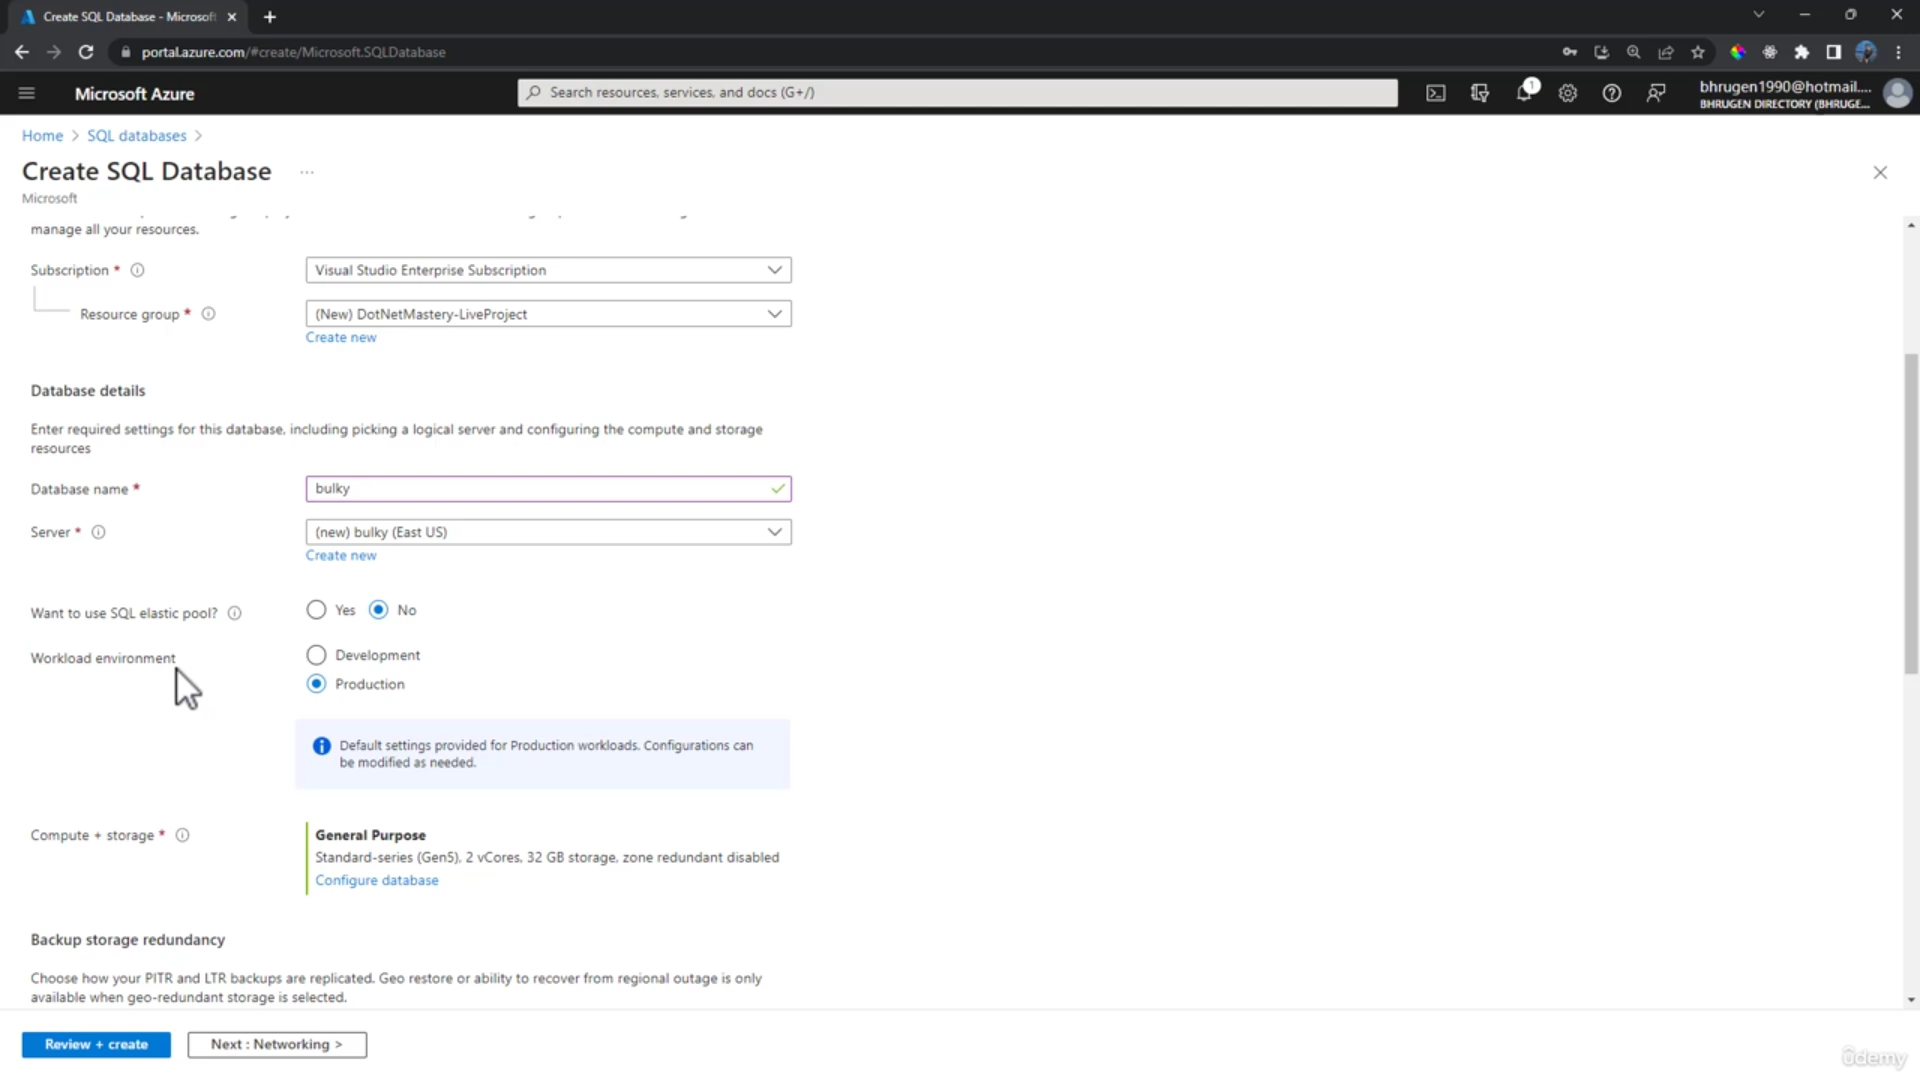 Create SQL Database - Microsoft
portal.azure.com/#create/Microsoft.SQLDatabase
Microsoft Azure
Search resources, services, and docs (G+/)
1
bhrugen1990@hotmail....
BHRUGEN DIRECTORY (BHRUGE...
Home > SQL databases >
Create SQL Database ...
Microsoft
manage all your resources.
Subscription *
Visual Studio Enterprise Subscription
Resource group *
(New) DotNetMastery-LiveProject
Create new
Database details
Enter required settings for this database, including picking a logical server and configuring the compute and storage
resources
Database name *
bulky
Server *
(new) bulky (East US)
Create new
Want to use SQL elastic pool?
Yes
No
Workload environment
Development
Production
Default settings provided for Production workloads. Configurations can
be modified as needed.
Compute + storage *
General Purpose
Standard-series (Gen5), 2 vCores, 32 GB storage, zone redundant disabled
Configure database
Backup storage redundancy
Choose how your PITR and LTR backups are replicated. Geo restore or ability to recover from regional outage is only
available when geo-redundant storage is selected.
Review + create
Next : Networking >
ûdemy